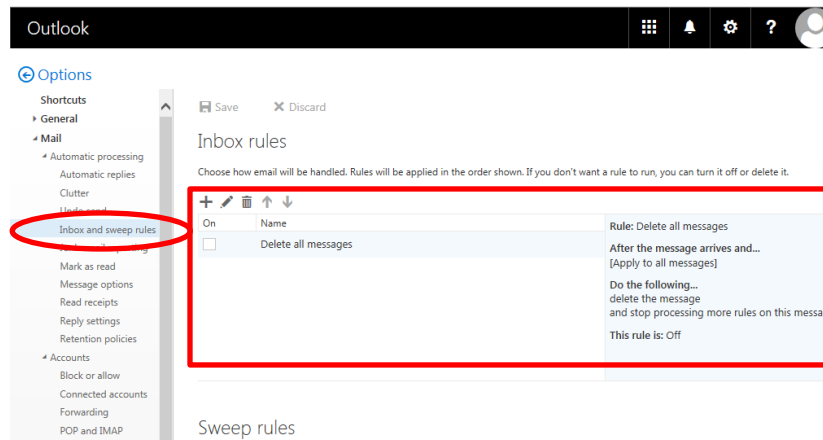 Outlook
?
Options
Shortcuts
General
Mail
Automatic processing
Automatic replies
Clutter
Undo send
Inbox and sweep rules
Mark as read
Message options
Read receipts
Reply settings
Retention policies
Accounts
Block or allow
Connected accounts
Forwarding
POP and IMAP
Save Discard
Inbox rules
Choose how email will be handled. Rules will be applied in the order shown. If you don't want a rule to run, you can turn it off or delete it.
On Name
Delete all messages
Rule: Delete all messages
After the message arrives and...
[Apply to all messages]
Do the following...
delete the message
and stop processing more rules on this messa
This rule is: Off
Sweep rules